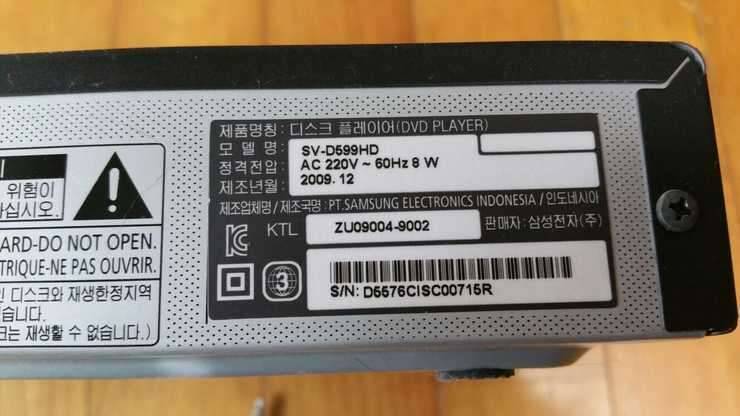 위험이
십시오.
ARD-DO NOT OPEN.
TRIQUE-NE PAS OUVRIR.
디스크와 재생한정지역
습니다.
는 재생할 수 없습니다.)
제품명칭 : 디스크 플레이어(DVD PLAYER)
모 델 명 : SV-D599HD
정격전압 : AC 220V ~ 60Hz 8 W
제조년월 : 2009. 12
제조업체명 / 제조국명 : PT.SAMSUNG ELECTRONICS INDONESIA / 인도네시아
KTL ZU09004-9002 판매자 : 삼성전자(주)
3
S/N: D5576CISC00715R